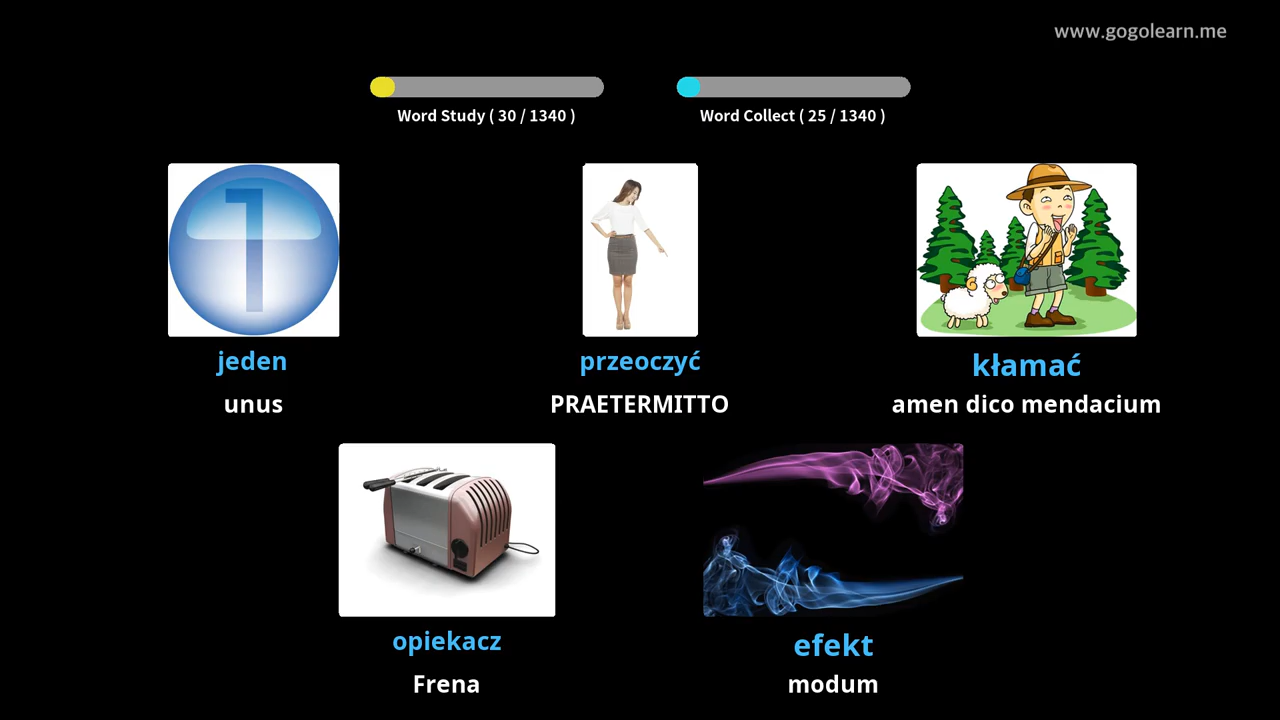 www.gogolearn.me
Word Study ( 30 / 1340 )
Word Collect ( 25 / 1340 )
1
jeden
przeoczyć
kłamać
unus
PRAETERMITTO
amen dico mendacium
opiekacz
efekt
Frena
modum